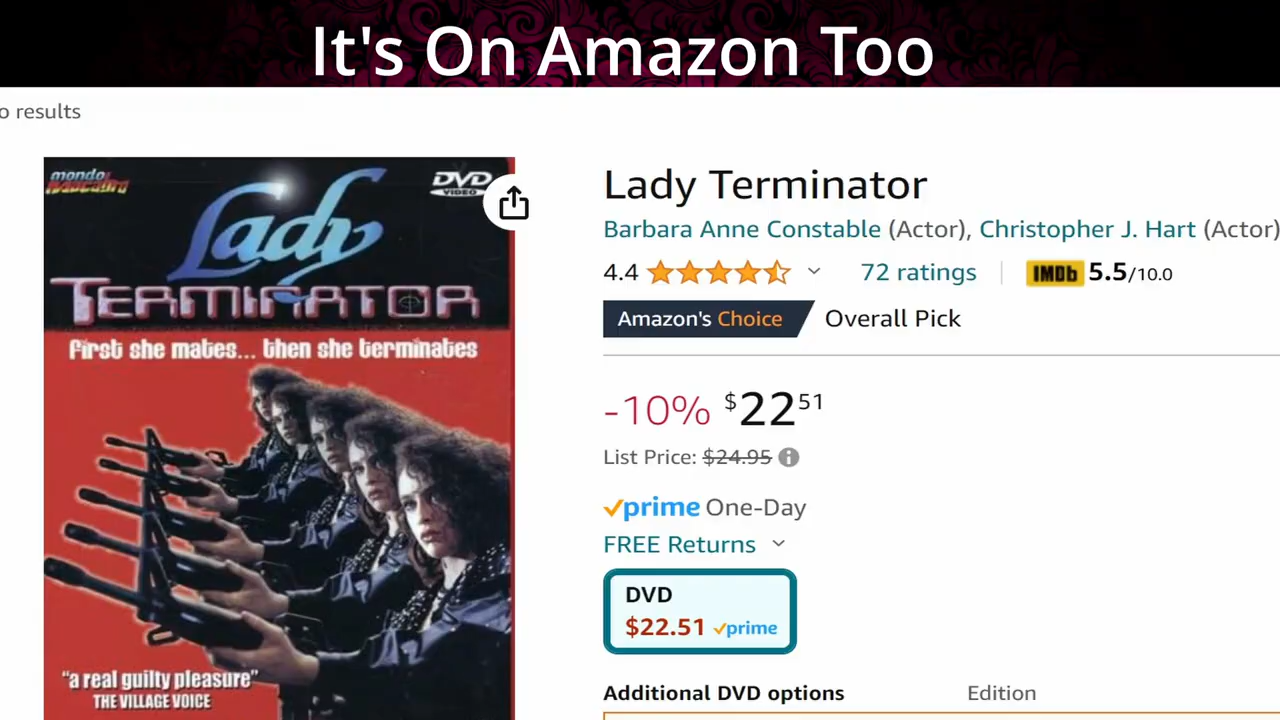 It's On Amazon Too
o results
mondo
Macabro
DVD
VIDEO
Lady
TERMINATOR
first she mates... then she terminates
"a real guilty pleasure"
THE VILLAGE VOICE
Lady Terminator
Barbara Anne Constable (Actor), Christopher J. Hart (Actor)
4.4 72 ratings IMDb 5.5/10.0
Amazon's Choice Overall Pick
-10% $22 51
List Price: $24.95
prime One-Day
FREE Returns
DVD
$22.51 prime
Additional DVD options Edition